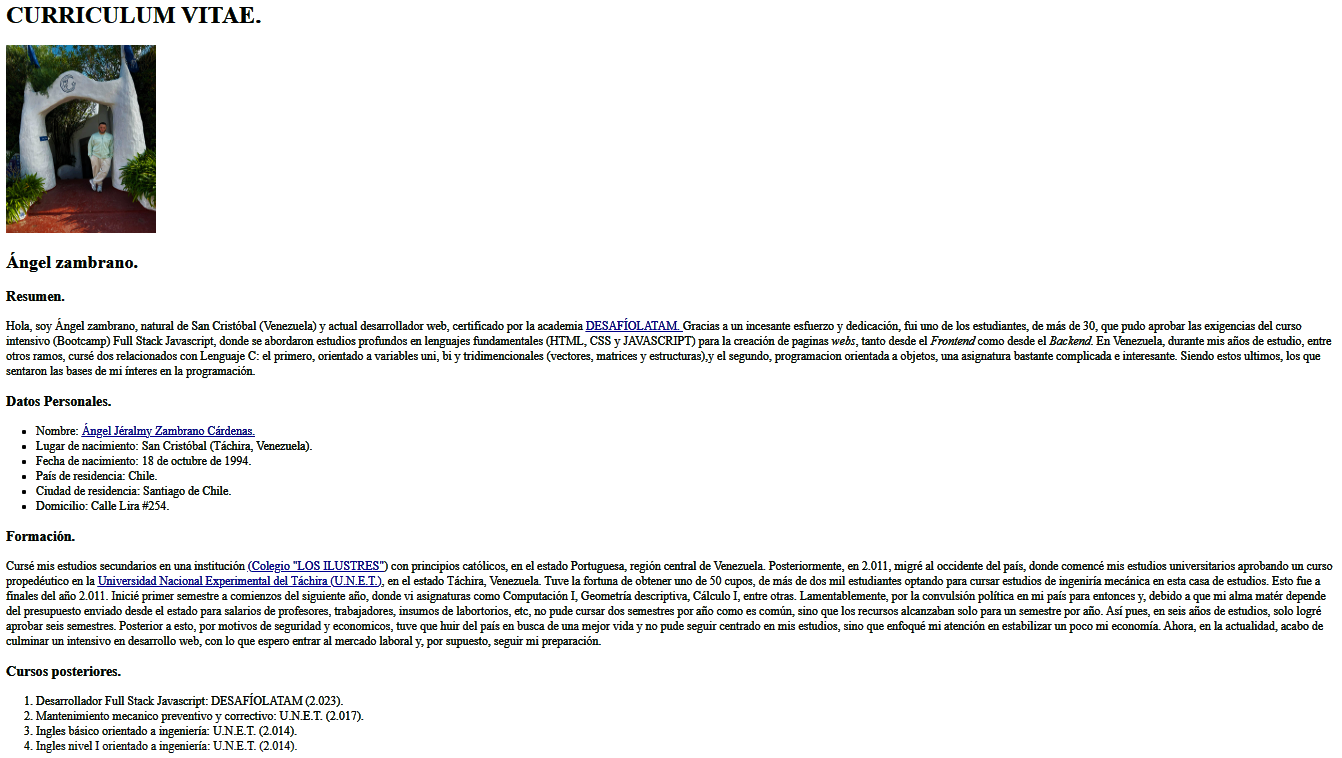 CURRICULUM VITAE.
Ángel zambrano.
Resumen.
Hola, soy Ángel zambrano, natural de San Cristóbal (Venezuela) y actual desarrollador web, certificado por la academia DESAFÍOLATAM. Gracias a un incesante esfuerzo y dedicación, fui uno de los estudiantes, de más de 30, que pudo aprobar las exigencias del curso
intensivo (Bootcamp) Full Stack Javascript, donde se abordaron estudios profundos en lenguajes fundamentales (HTML, CSS y JAVASCRIPT) para la creación de paginas webs, tanto desde el Frontend como desde el Backend. En Venezuela, durante mis años de estudio, entre
otros ramos, cursé dos relacionados con Lenguaje C: el primero, orientado a variables uni, bi y tridimencionales (vectores, matrices y estructuras),y el segundo, programacion orientada a objetos, una asignatura bastante complicada e interesante. Siendo estos ultimos, los que
sentaron las bases de mi ínteres en la programación.
Datos Personales.
• Nombre: Ángel Jéralmy Zambrano Cárdenas.
• Lugar de nacimiento: San Cristóbal (Táchira, Venezuela).
• Fecha de nacimiento: 18 de octubre de 1994.
• País de residencia: Chile.
• Ciudad de residencia: Santiago de Chile.
• Domicilio: Calle Lira #254.
Formación.
Cursé mis estudios secundarios en una institución (Colegio "LOS ILUSTRES") con principios católicos, en el estado Portuguesa, región central de Venezuela. Posteriormente, en 2.011, migré al occidente del país, donde comencé mis estudios universitarios aprobando un curso
propedéutico en la Universidad Nacional Experimental del Táchira (U.N.E.T.), en el estado Táchira, Venezuela. Tuve la fortuna de obtener uno de 50 cupos, de más de dos mil estudiantes optando para cursar estudios de ingeniría mecánica en esta casa de estudios. Esto fue a
finales del año 2.011. Inicié primer semestre a comienzos del siguiente año, donde vi asignaturas como Computación I, Geometría descriptiva, Cálculo I, entre otras. Lamentablemente, por la convulsión política en mi país para entonces y, debido a que mi alma matér depende
del presupuesto enviado desde el estado para salarios de profesores, trabajadores, insumos de labortorios, etc, no pude cursar dos semestres por año como es común, sino que los recursos alcanzaban solo para un semestre por año. Así pues, en seis años de estudios, solo logré
aprobar seis semestres. Posterior a esto, por motivos de seguridad y economicos, tuve que huir del país en busca de una mejor vida y no pude seguir centrado en mis estudios, sino que enfoqué mi atención en estabilizar un poco mi economía. Ahora, en la actualidad, acabo de
culminar un intensivo en desarrollo web, con lo que espero entrar al mercado laboral y, por supuesto, seguir mi preparación.
Cursos posteriores.
1. Desarrollador Full Stack Javascript: DESAFÍOLATAM (2.023).
2. Mantenimiento mecanico preventivo y correctivo: U.N.E.T. (2.017).
3. Ingles básico orientado a ingeniería: U.N.E.T. (2.014).
4. Ingles nivel I orientado a ingeniería: U.N.E.T. (2.014).